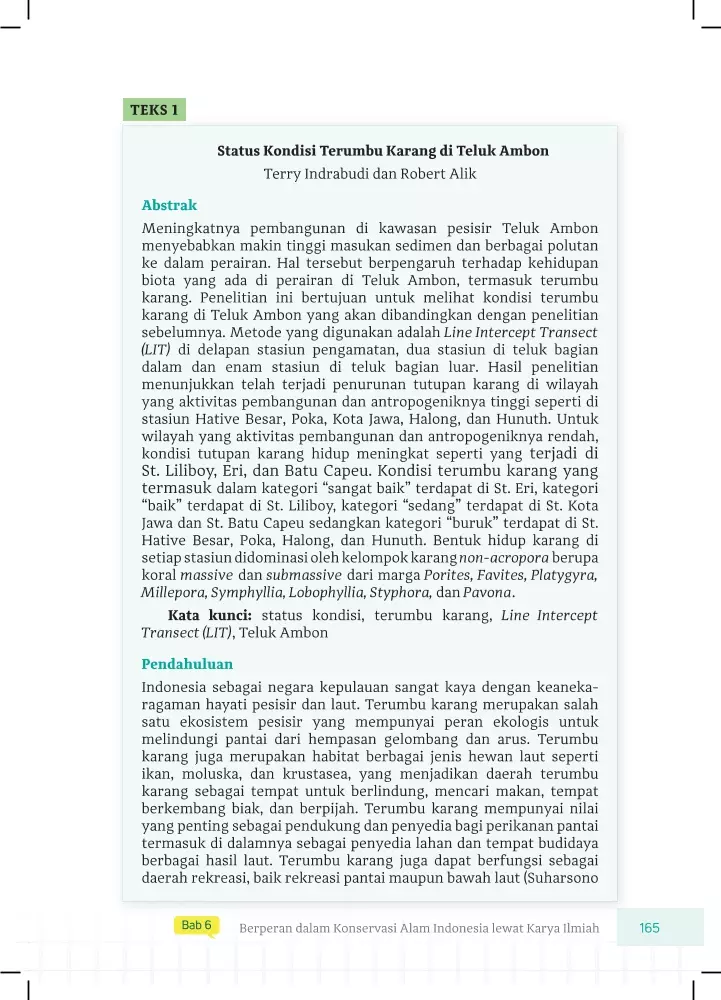 TEKS 1
Status Kondisi Terumbu Karang di Teluk Ambon
Terry Indrabudi dan Robert Alik
Abstrak
Meningkatnya pembangunan di kawasan pesisir Teluk Ambon
menyebabkan makin tinggi masukan sedimen dan berbagai polutan
ke dalam perairan. Hal tersebut berpengaruh terhadap kehidupan
biota yang ada di perairan di Teluk Ambon, termasuk terumbu
karang. Penelitian ini bertujuan untuk melihat kondisi terumbu
karang di Teluk Ambon yang akan dibandingkan dengan penelitian
sebelumnya. Metode yang digunakan adalah Line Intercept Transect
(LIT) di delapan stasiun pengamatan, dua stasiun di teluk bagian
dalam dan enam stasiun di teluk bagian luar. Hasil penelitian
menunjukkan telah terjadi penurunan tutupan karang di wilayah
yang aktivitas pembangunan dan antropogeniknya tinggi seperti di
stasiun Hative Besar, Poka, Kota Jawa, Halong, dan Hunuth. Untuk
wilayah yang aktivitas pembangunan dan antropogeniknya rendah,
kondisi tutupan karang hidup meningkat seperti yang terjadi di
St. Liliboy, Eri, dan Batu Capeu. Kondisi terumbu karang yang
termasuk dalam kategori “sangat baik” terdapat di St. Eri, kategori
“baik” terdapat di St. Liliboy, kategori “sedang” terdapat di St. Kota
Jawa dan St. Batu Capeu sedangkan kategori “buruk” terdapat di St.
Hative Besar, Poka, Halong, dan Hunuth. Bentuk hidup karang di
setiap stasiun didominasi oleh kelompok karang non-acropora berupa
koral massive dan submassive dari marga Porites, Favites, Platygyra,
Millepora, Symphyllia, Lobophyllia, Styphora, dan Pavona.
Kata kunci: status kondisi, terumbu karang, Line Intercept
Transect (LIT), Teluk Ambon
Pendahuluan
Indonesia sebagai negara kepulauan sangat kaya dengan keaneka-
ragaman hayati pesisir dan laut. Terumbu karang merupakan salah
satu ekosistem pesisir yang mempunyai peran ekologis untuk
melindungi pantai dari hempasan gelombang dan arus. Terumbu
karang juga merupakan habitat berbagai jenis hewan laut seperti
ikan, moluska, dan krustasea, yang menjadikan daerah terumbu
karang sebagai tempat untuk berlindung, mencari makan, tempat
berkembang biak, dan berpijah. Terumbu karang mempunyai nilai
yang penting sebagai pendukung dan penyedia bagi perikanan pantai
termasuk di dalamnya sebagai penyedia lahan dan tempat budidaya
berbagai hasil laut. Terumbu karang juga dapat berfungsi sebagai
daerah rekreasi, baik rekreasi pantai maupun bawah laut (Suharsono
Bab 6 Berperan dalam Konservasi Alam Indonesia lewat Karya Ilmiah 165